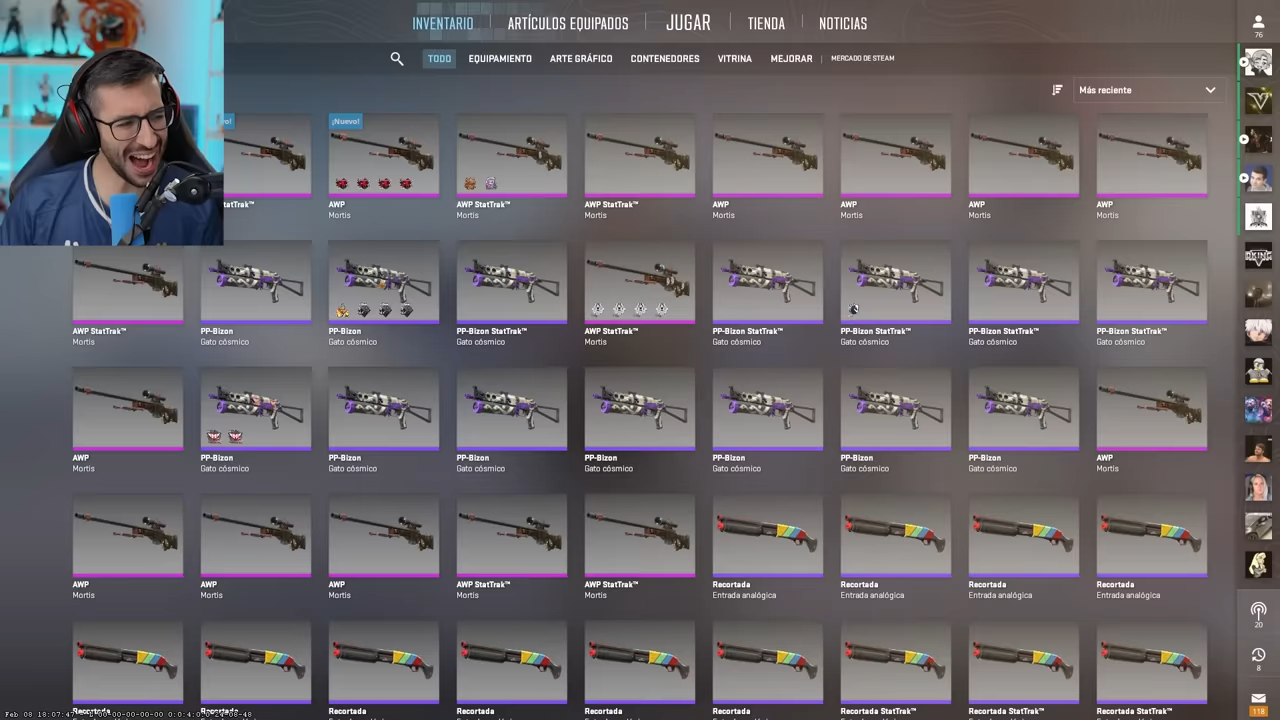 INVENTARIO
ARTÍCULOS EQUIPADOS
JUGAR
TIENDA
NOTICIAS
76
TODO
EQUIPAMIENTO
ARTE GRÁFICO
CONTENEDORES
VITRINA
MEJORAR
MERCADO DE STEAM
Más reciente
¡Nuevo!
AWP
Mortis
AWP StatTrak™
Mortis
AWP StatTrak™
Mortis
AWP
Mortis
AWP
Mortis
AWP
Mortis
AWP
Mortis
AWP StatTrak™
Mortis
PP-Bizon
Gato cósmico
PP-Bizon
Gato cósmico
PP-Bizon StatTrak™
Gato cósmico
AWP StatTrak™
Mortis
PP-Bizon StatTrak™
Gato cósmico
PP-Bizon StatTrak™
Gato cósmico
PP-Bizon StatTrak™
Gato cósmico
PP-Bizon StatTrak™
Gato cósmico
AWP
Mortis
PP-Bizon
Gato cósmico
PP-Bizon
Gato cósmico
PP-Bizon
Gato cósmico
PP-Bizon
Gato cósmico
PP-Bizon
Gato cósmico
PP-Bizon
Gato cósmico
PP-Bizon
Gato cósmico
AWP
Mortis
AWP
Mortis
AWP
Mortis
AWP
Mortis
AWP StatTrak™
Mortis
AWP StatTrak™
Mortis
Recortada
Entrada analógica
Recortada
Entrada analógica
Recortada
Entrada analógica
Recortada
Entrada analógica
Recortada
Recortada
Recortada
Recortada
Recortada
Recortada
Recortada StatTrak™
Recortada StatTrak™
20
8
118